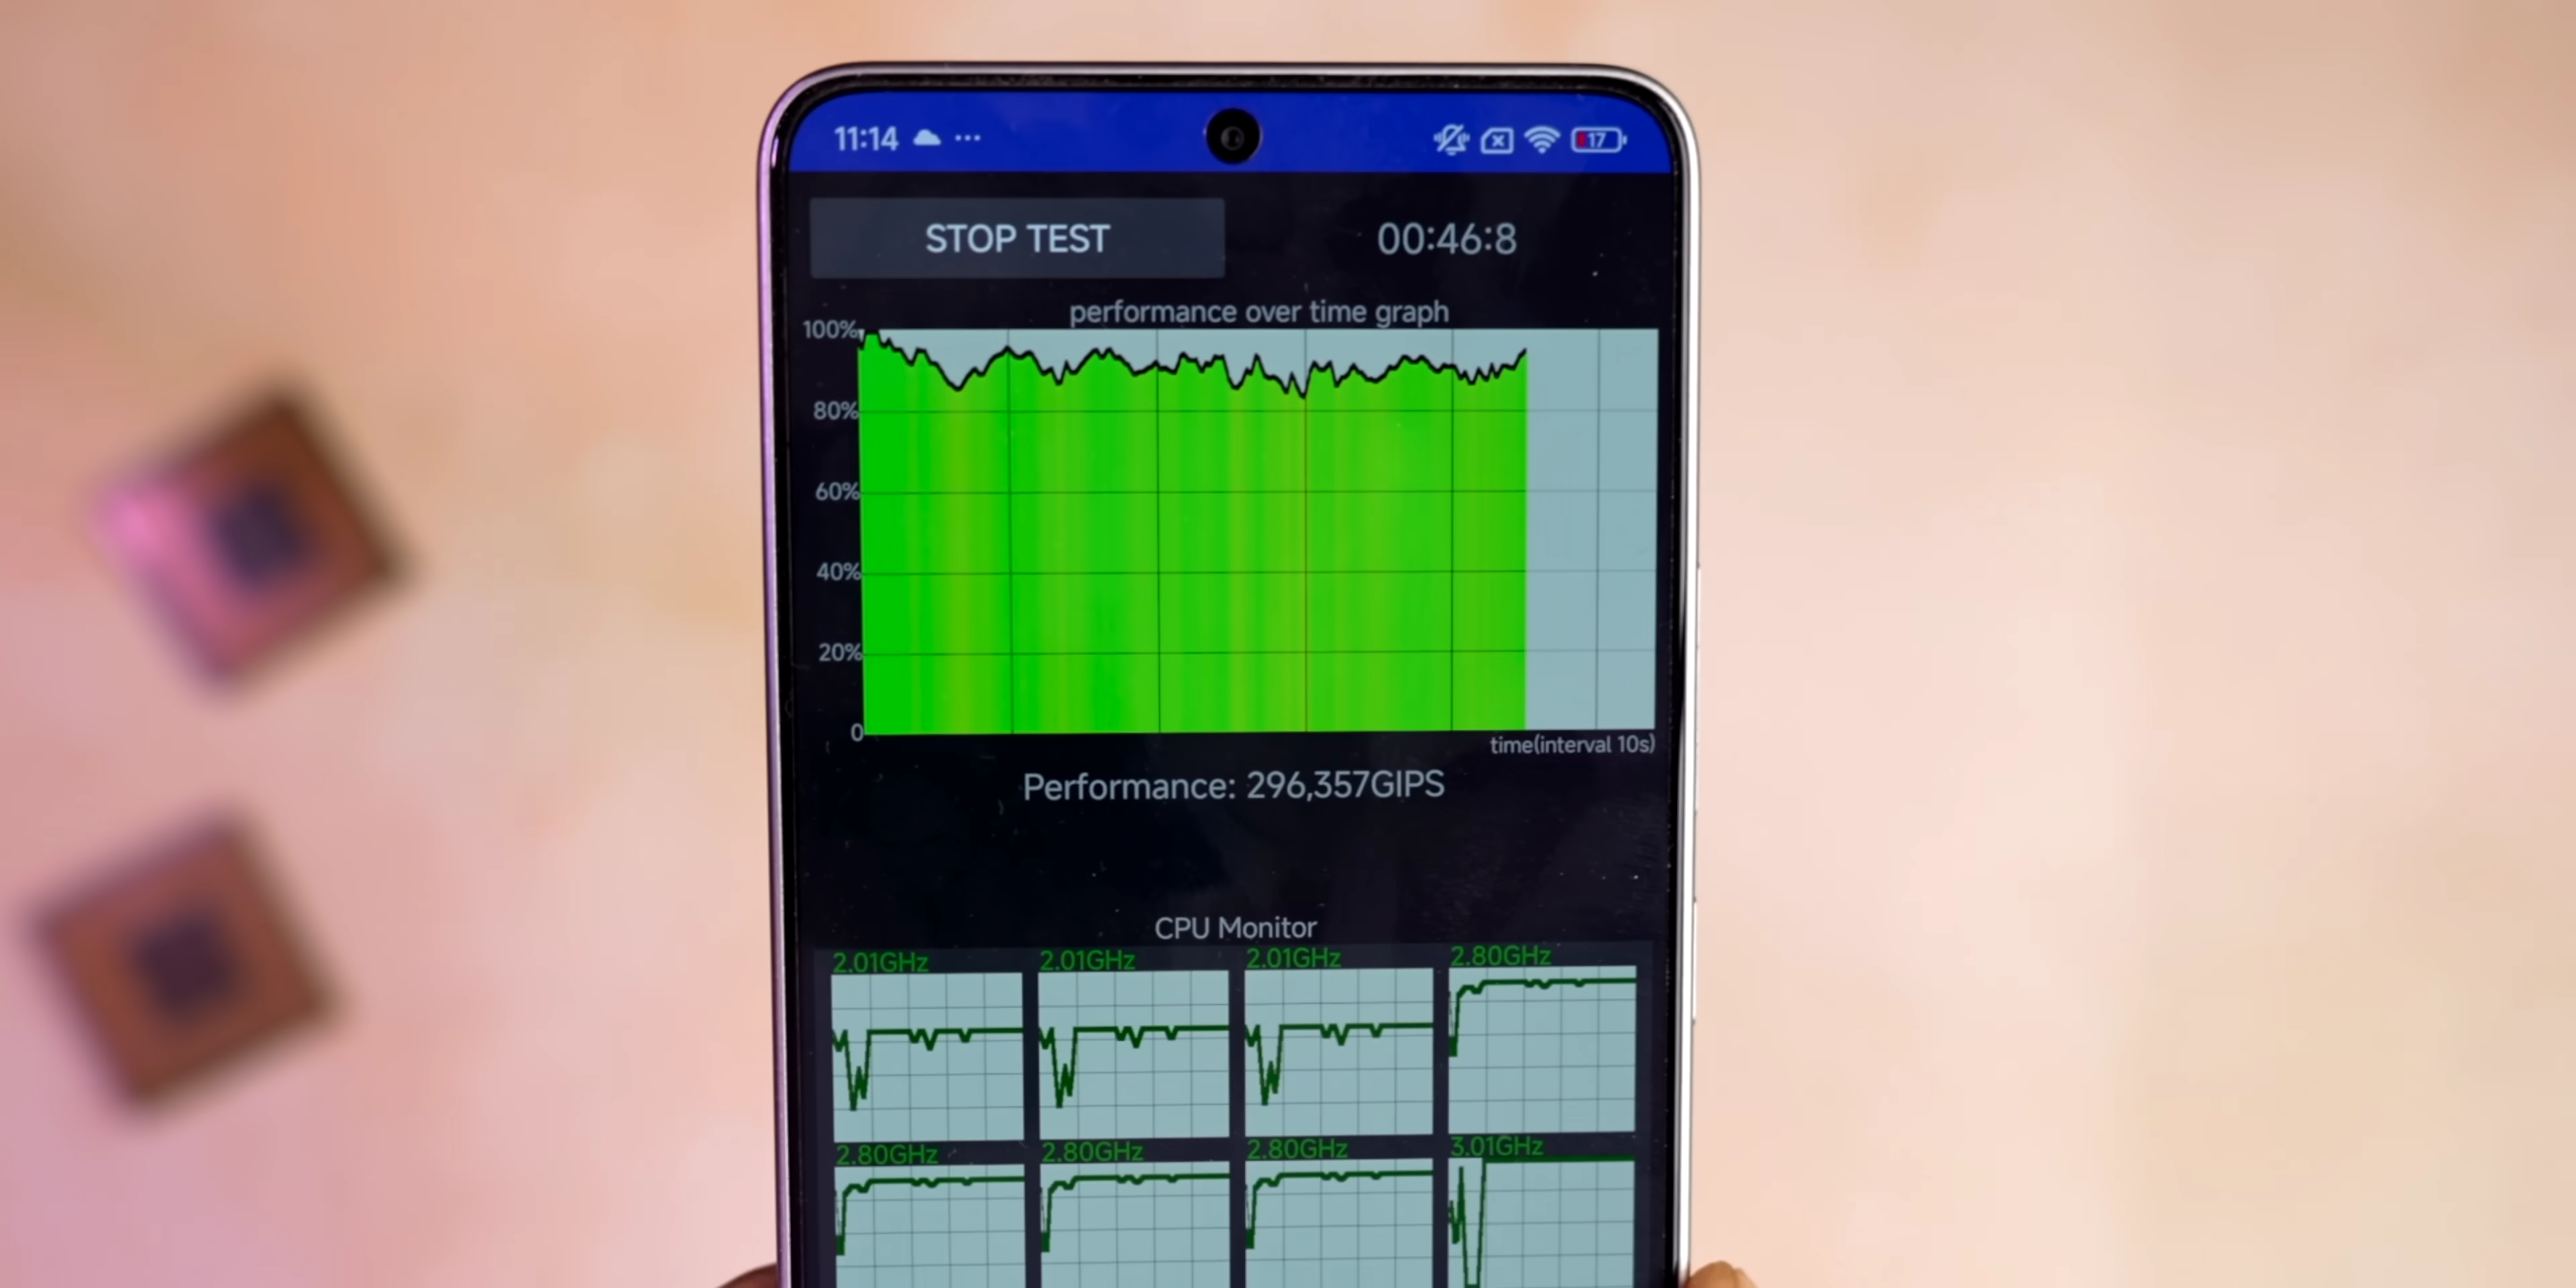 11:14 ... 17
STOP TEST 00:46:8
performance over time graph
100%
80%
60%
40%
20%
0
time(interval 10s)
Performance: 296,357GIPS
CPU Monitor
2.01GHz 2.01GHz 2.01GHz 2.80GHz
2.80GHz 2.80GHz 2.80GHz 3.01GHz